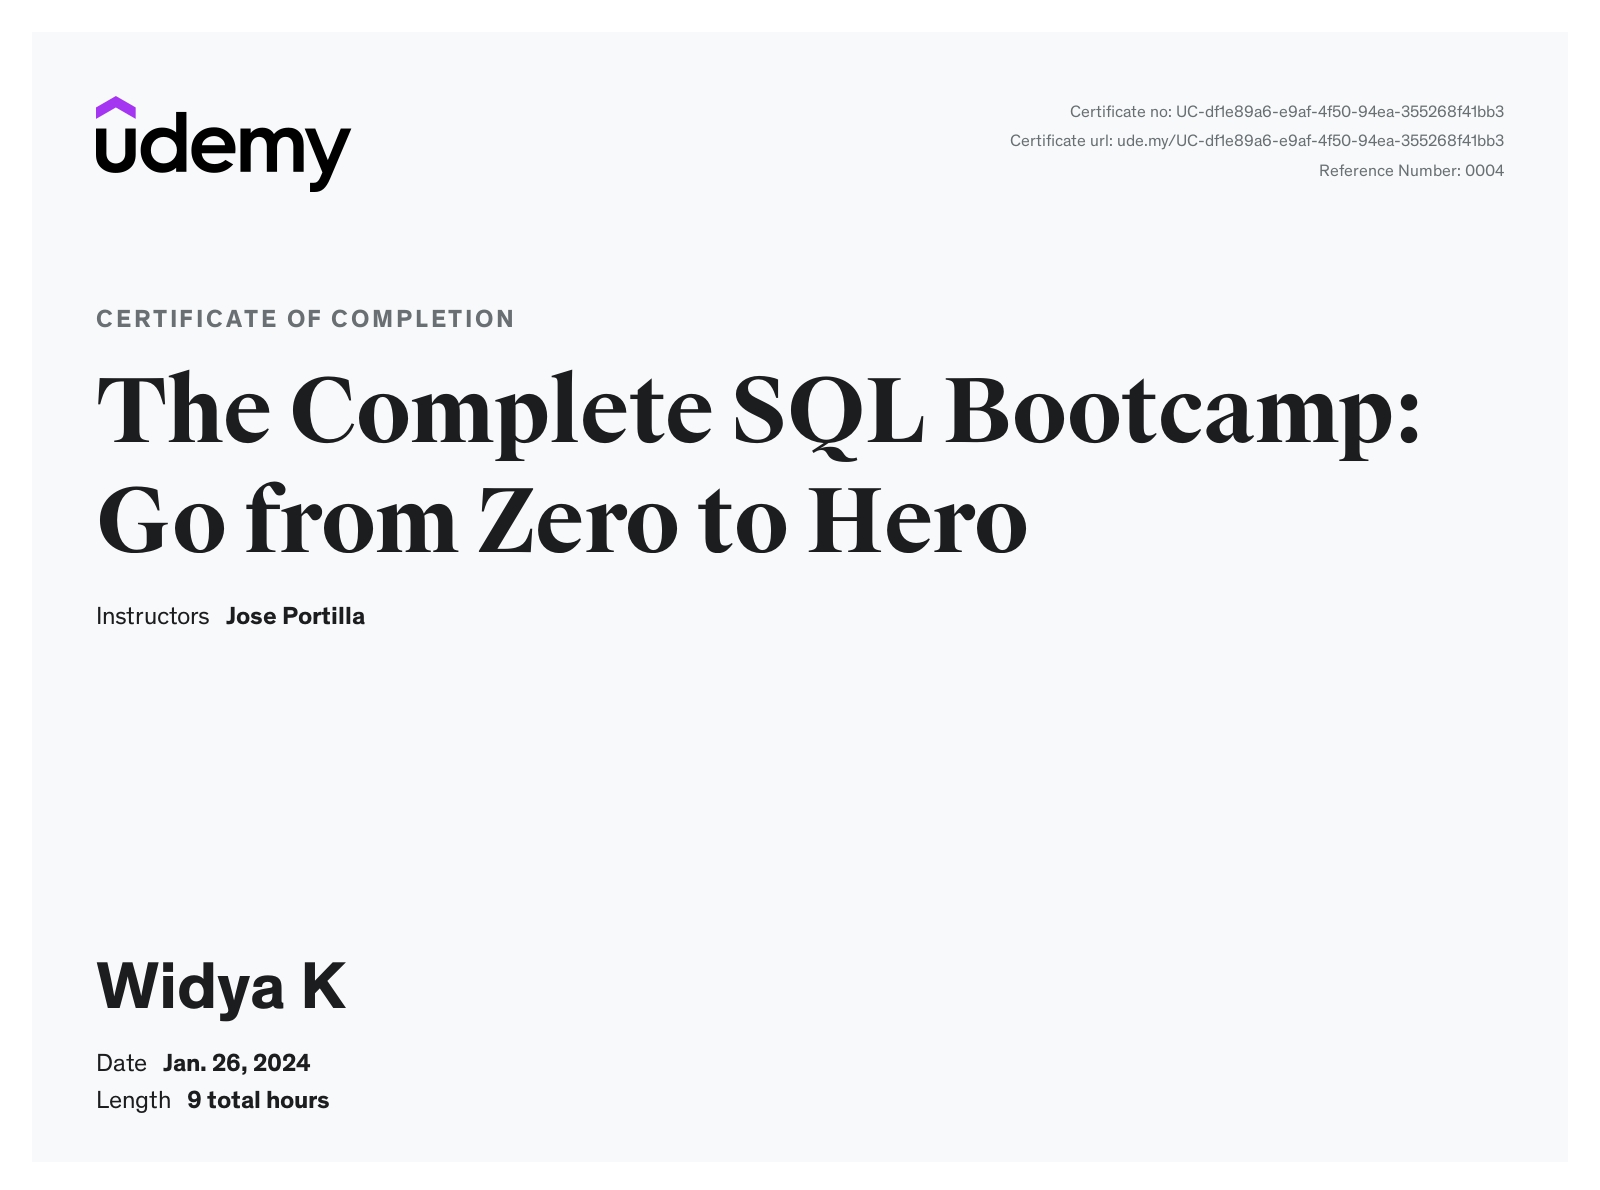 udemy
Certificate no: UC-df1e89a6-e9af-4f50-94ea-355268f41bb3
Certificate url: ude.my/UC-df1e89a6-e9af-4f50-94ea-355268f41bb3
Reference Number: 0004
CERTIFICATE OF COMPLETION
The Complete SQL Bootcamp:
Go from Zero to Hero
Instructors Jose Portilla
Widya K
Date Jan. 26, 2024
Length 9 total hours